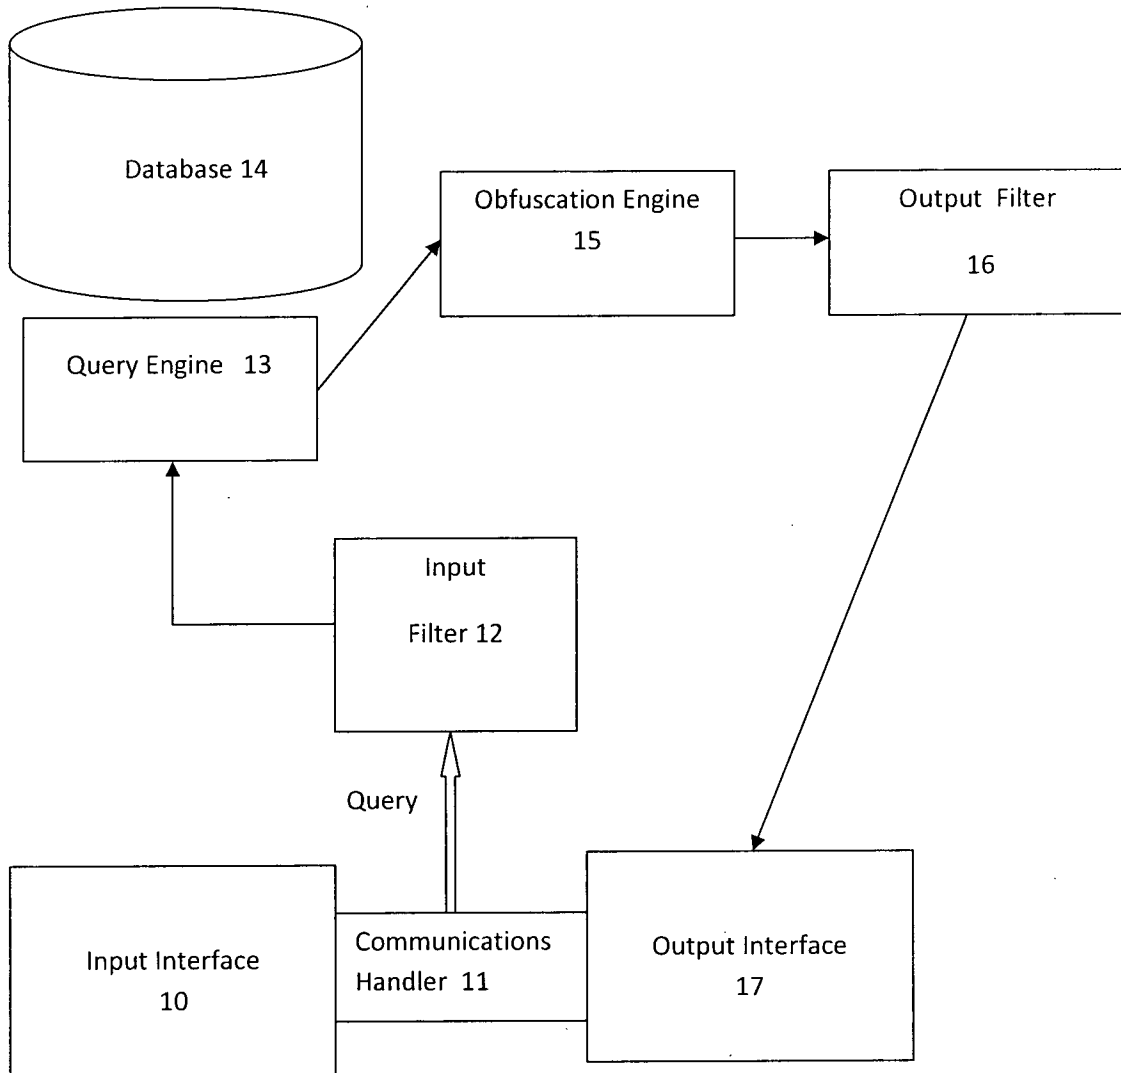 Database 14
Obfuscation Engine
15
Output Filter
16
Query Engine 13
Input
Filter 12
Query
Input Interface
10
Communications
Handler 11
Output Interface
17